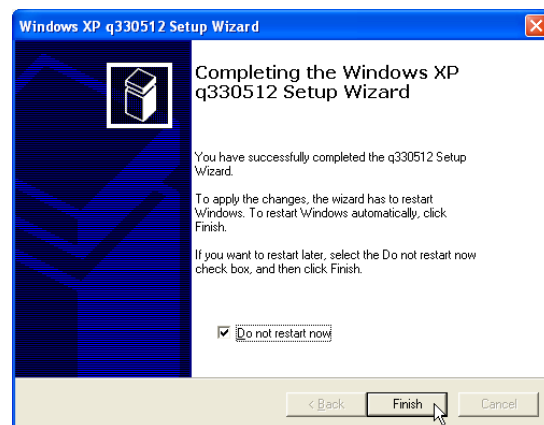 Windows XP q330512 Setup Wizard
Completing the Windows XP
q330512 Setup Wizard
You have successfully completed the q330512 Setup
Wizard.
To apply the changes, the wizard has to restart
Windows. To restart Windows automatically, click
Finish.
If you want to restart later, select the Do not restart now
check box, and then click Finish.
Do not restart now
< Back Finish Cancel